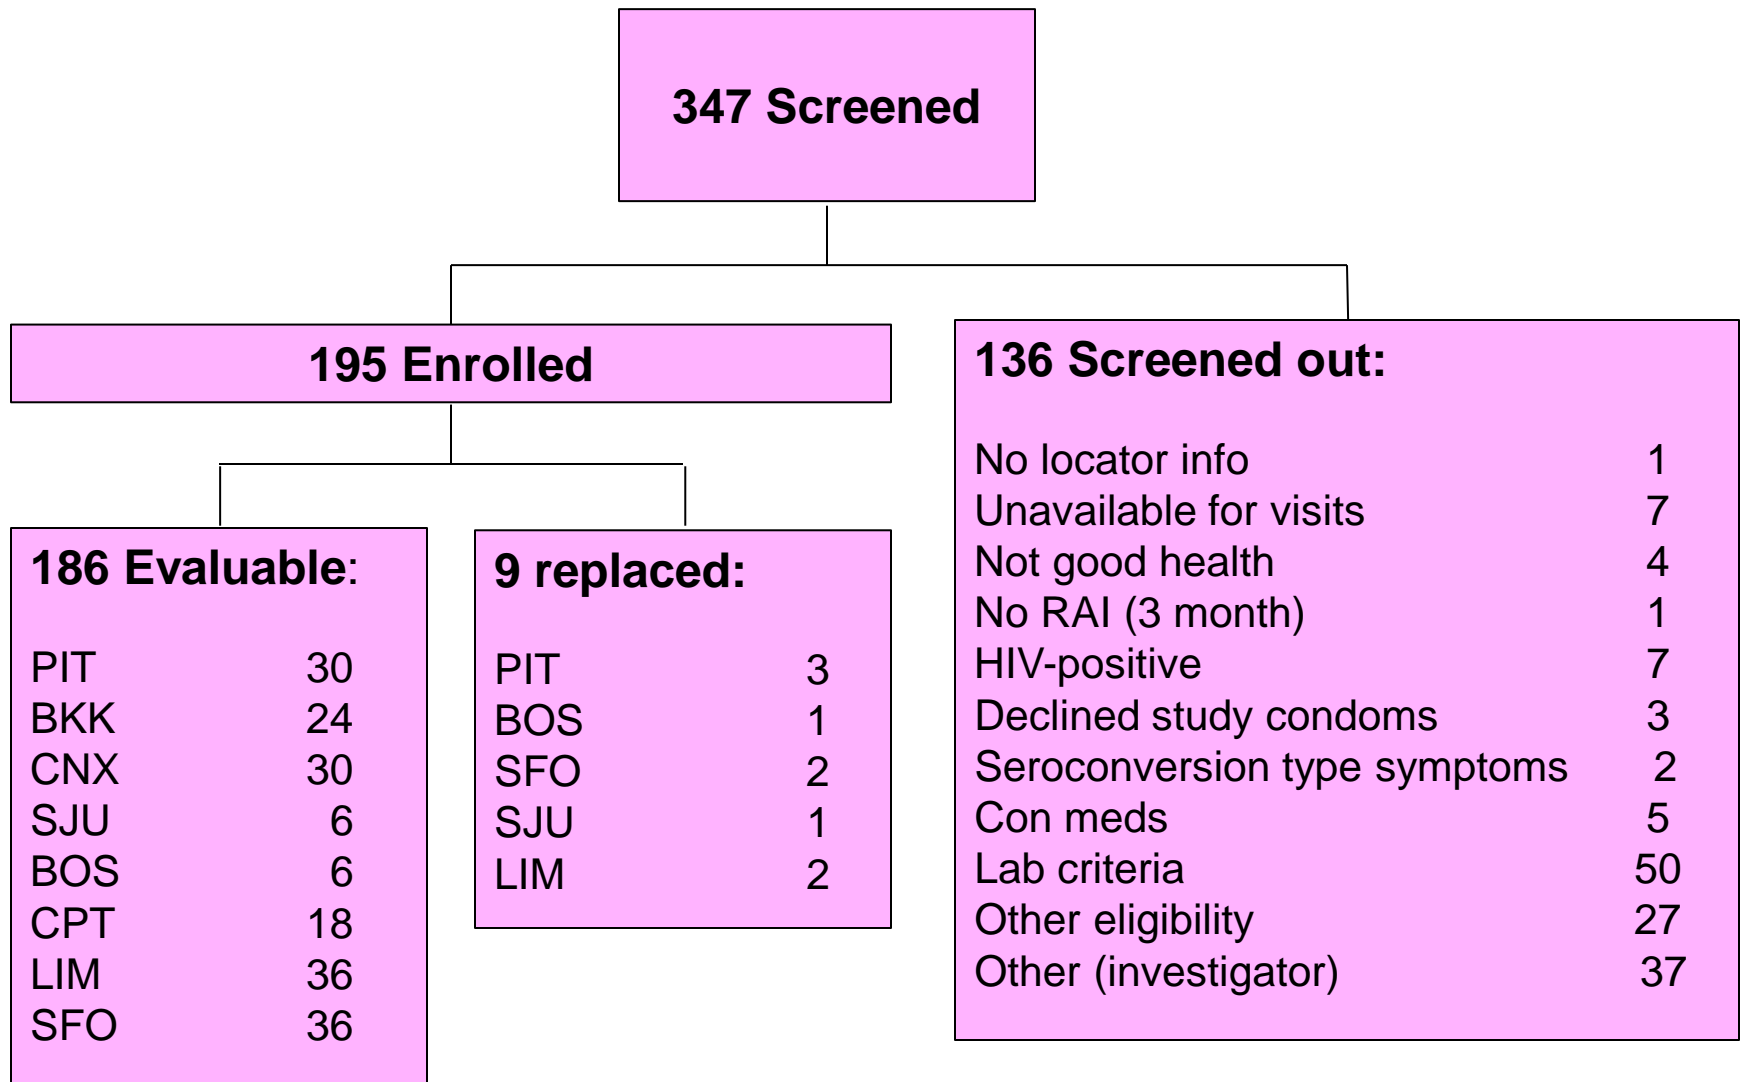 347 Screened
195 Enrolled
186 Evaluable:
PIT 30
BKK 24
CNX 30
SJU 6
BOS 6
CPT 18
LIM 36
SFO 36
9 replaced:
PIT 3
BOS 1
SFO 2
SJU 1
LIM 2
136 Screened out:
No locator info 1
Unavailable for visits 7
Not good health 4
No RAI (3 month) 1
HIV-positive 7
Declined study condoms 3
Seroconversion type symptoms 2
Con meds 5
Lab criteria 50
Other eligibility 27
Other (investigator) 37